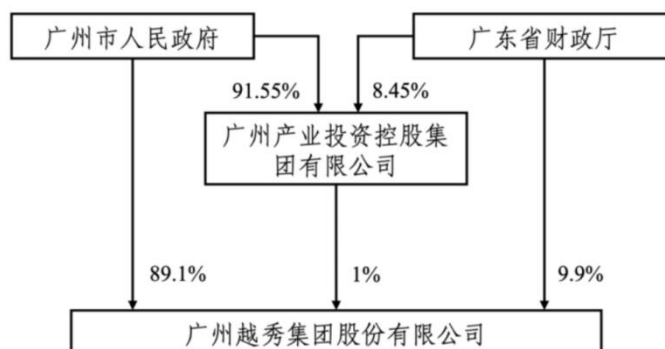 广州市人民政府
广东省财政厅
91.55%
8.45%
广州产业投资控股集
团有限公司
89.1%
1%
9.9%
广州越秀集团股份有限公司